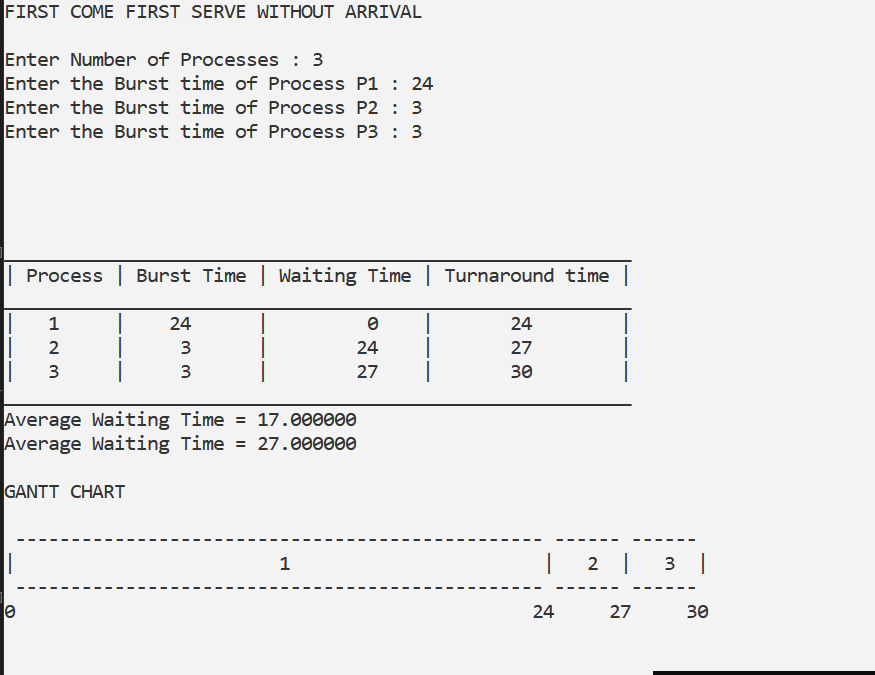 FIRST COME FIRST SERVE WITHOUT ARRIVAL
Enter Number of Processes : 3
Enter the Burst time of Process P1 : 24
Enter the Burst time of Process P2 : 3
Enter the Burst time of Process P3 : 3
| Process | Burst Time | Waiting Time | Turnaround time |
| 1 | 24 | 0 | 24 |
| 2 | 3 | 24 | 27 |
| 3 | 3 | 27 | 30 |
Average Waiting Time = 17.000000
Average Waiting Time = 27.000000
GANTT CHART
------------------------------------------------ ------ ------
| 1 | 2 | 3 |
------------------------------------------------ ------ ------
0 24 27 30